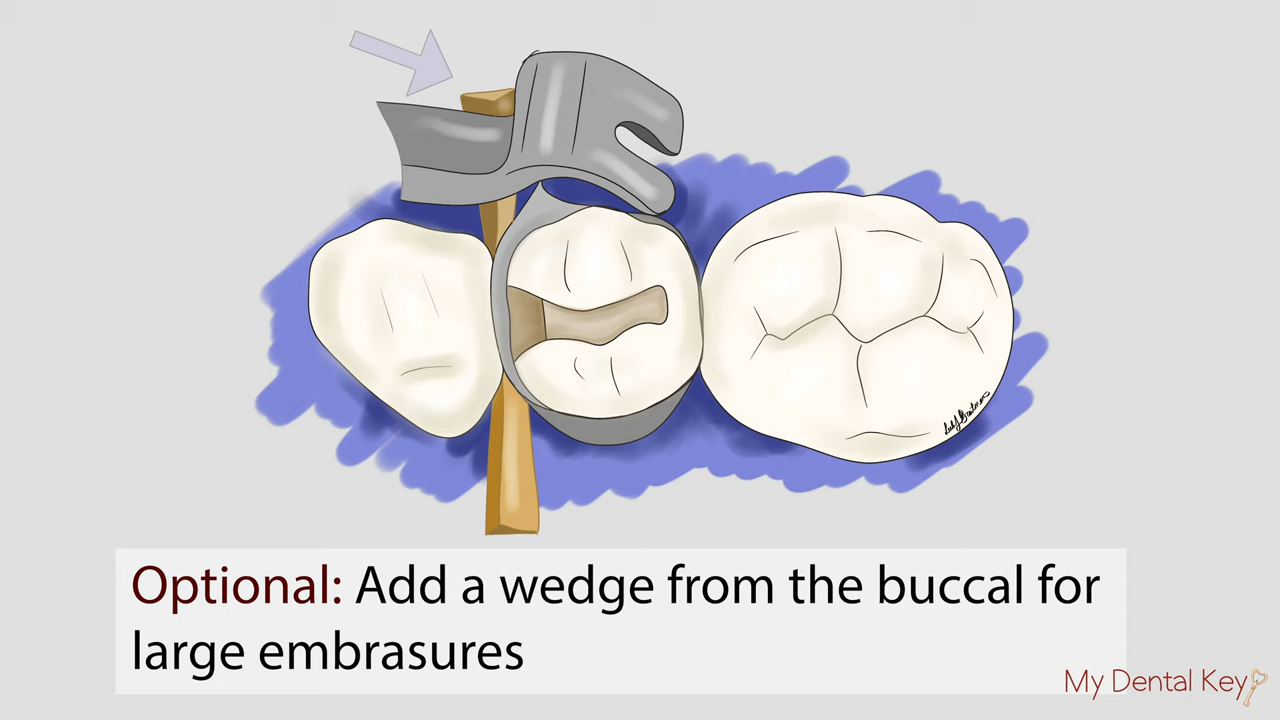 Optional: Add a wedge from the buccal for
large embrasures
My Dental Key